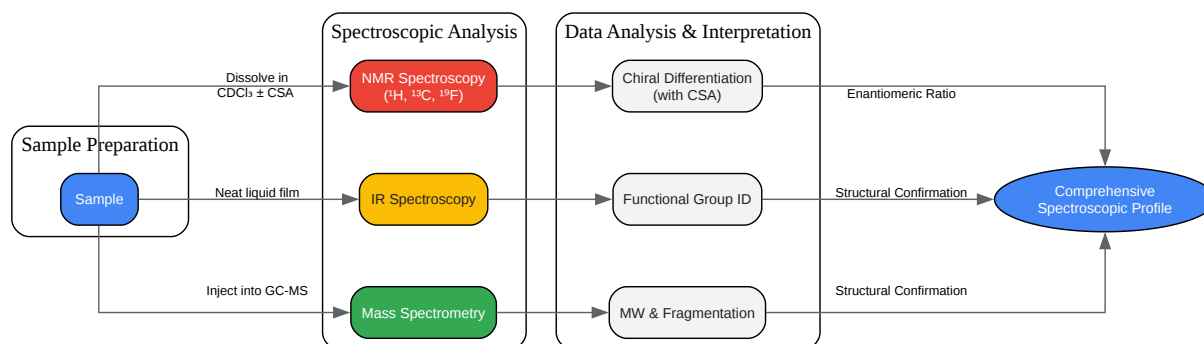 Spectroscopic Analysis
Data Analysis & Interpretation
Dissolve in
CDCl₃ ± CSA
NMR Spectroscopy
(¹H, ¹³C, ¹⁹F)
Chiral Differentiation
(with CSA)
Enantiomeric Ratio
Sample Preparation
Sample
Neat liquid film
IR Spectroscopy
Functional Group ID
Structural Confirmation
Comprehensive
Spectroscopic Profile
Inject into GC-MS
Mass Spectrometry
MW & Fragmentation
Structural Confirmation